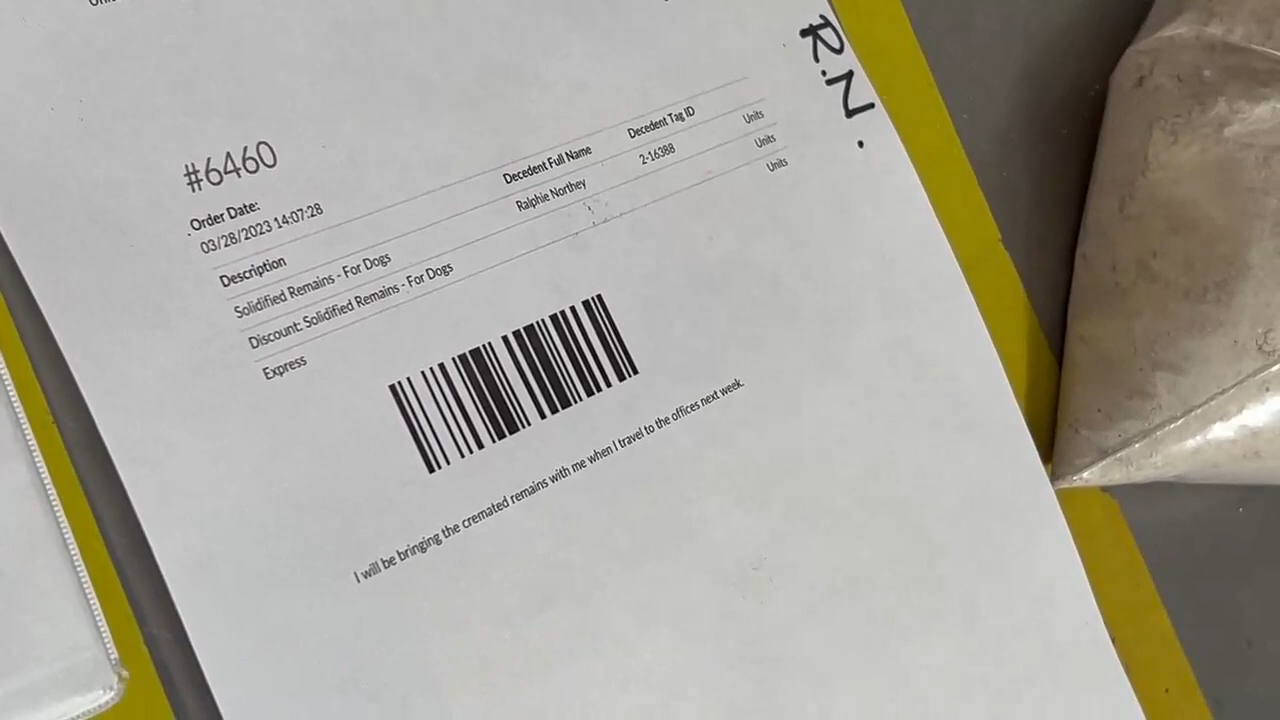 R.N.
#6460
Order Date:
03/28/2023 14:07:28
Description Decedent Full Name Decedent Tag ID Units
Solidified Remains - For Dogs Ralphie Northey 2-16388 Units
Discount: Solidified Remains - For Dogs Units
Express
I will be bringing the cremated remains with me when I travel to the offices next week.